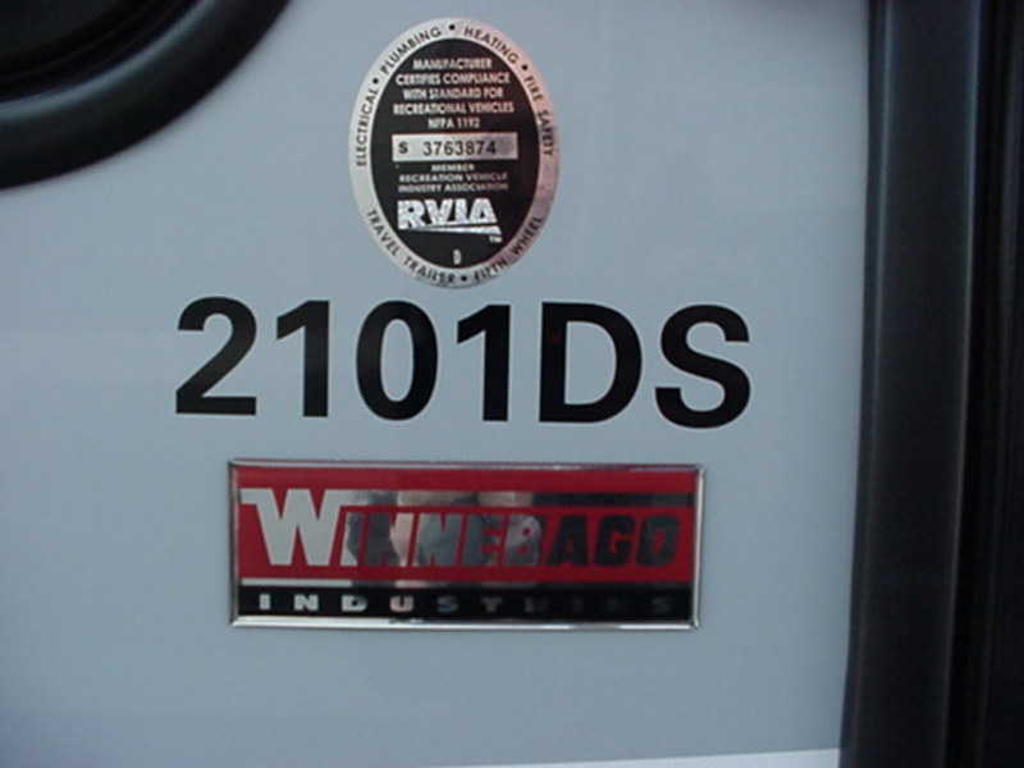 ELECTRICAL • PLUMBING • HEATING • FIRE SAFETY
MANUFACTURER
CERTIFIES COMPLIANCE
WITH STANDARD FOR
RECREATIONAL VEHICLES
NFPA 1192
S 3763874
MEMBER
RECREATION VEHICLE
INDUSTRY ASSOCIATION
RVIA
TM
D
TRAVEL TRAILER • FIFTH WHEEL
2101DS
WINNEBAGO
INDUSTRIES